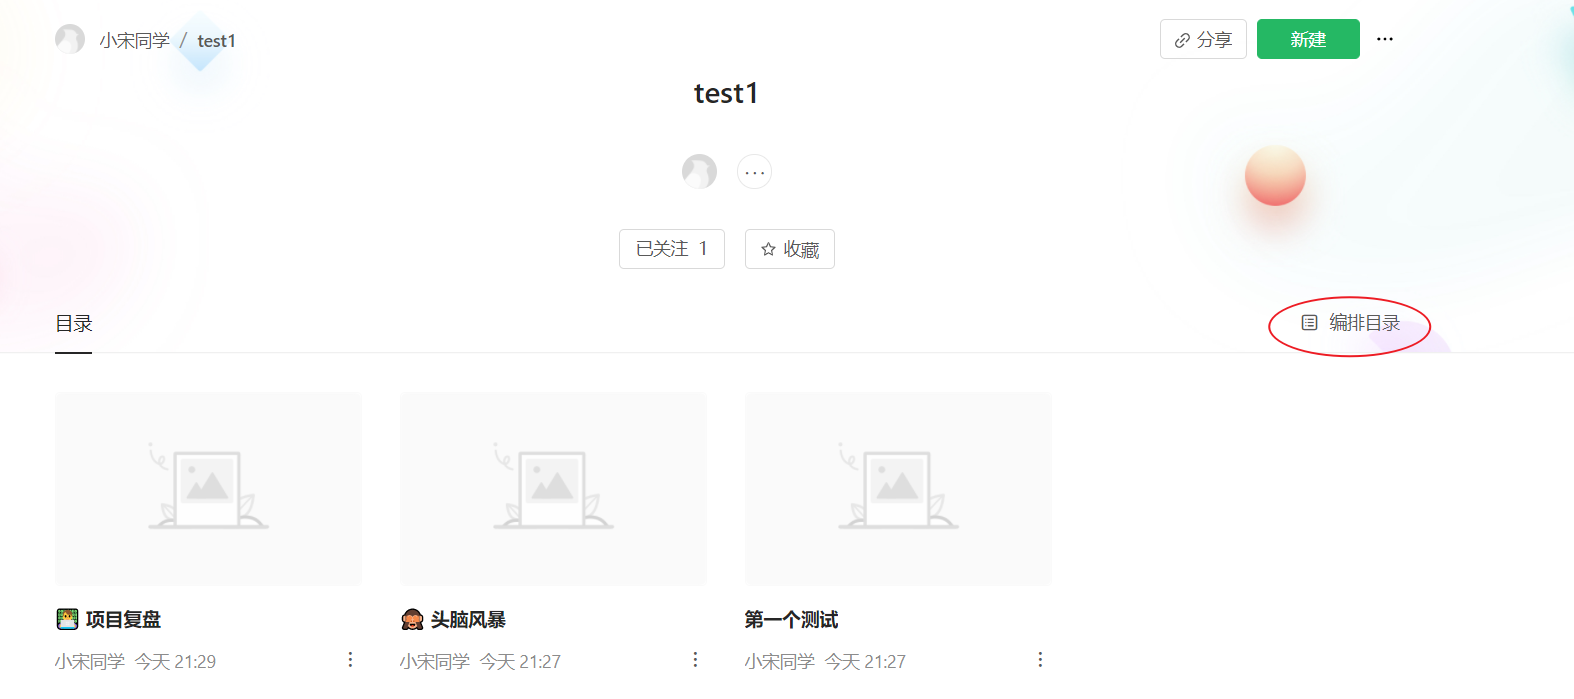 小宋同学 / test1
分享
新建
test1
已关注 1
收藏
目录
编排目录
项目复盘
头脑风暴
第一个测试
小宋同学 今天 21:29
小宋同学 今天 21:27
小宋同学 今天 21:27